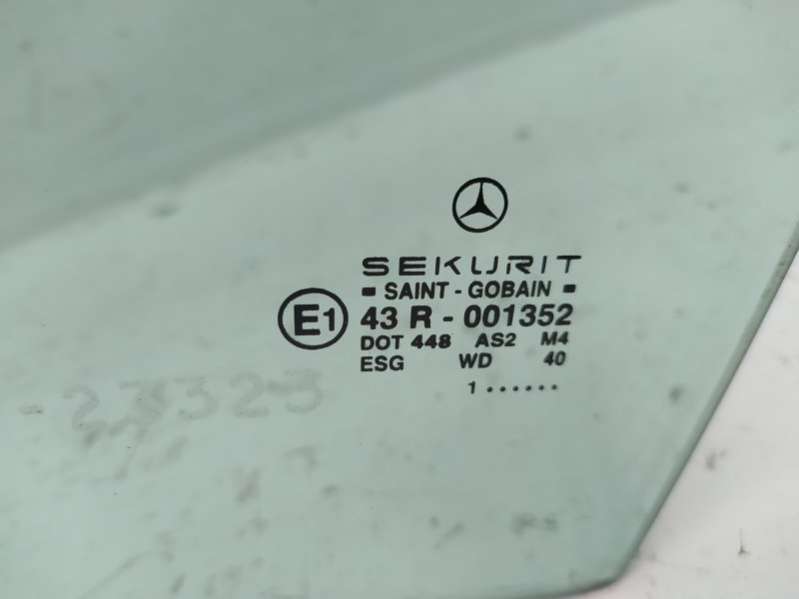 SEKURIT
SAINT - GOBAIN
E1 43 R - 001352
DOT 448 AS2 M4
ESG WD 40
1 ......